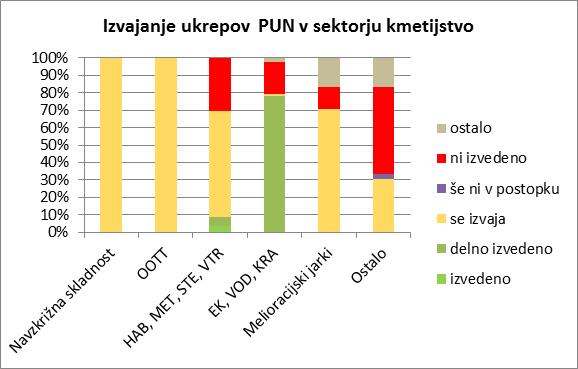 Izvajanje ukrepov PUN v sektorju kmetijstvo
100%
90%
80%
70%
60%
50%
40%
30%
20%
10%
0%
Navzkrižna skladnost
OOTT
HAB, MET, STE, VTR
EK, VOD, KRA
Melioracijski jarki
Ostalo
ostalo
ni izvedeno
še ni v postopku
se izvaja
delno izvedeno
izvedeno